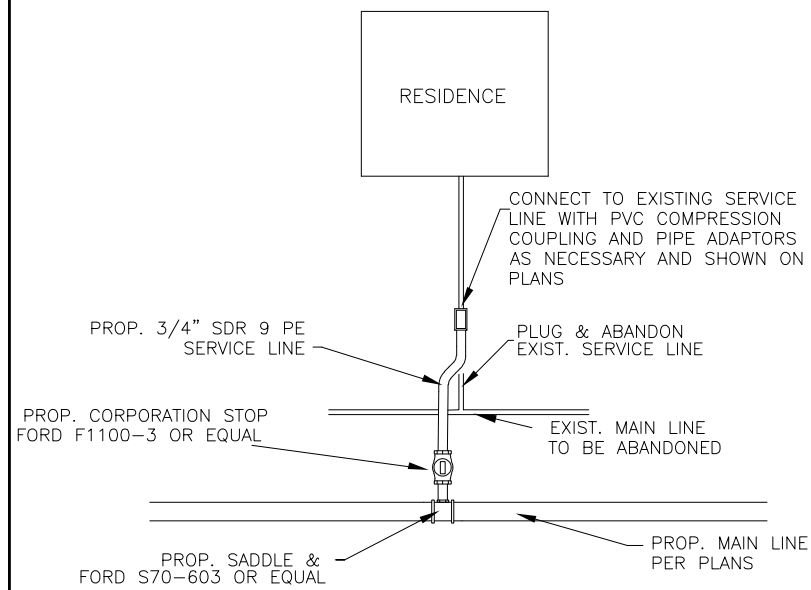 RESIDENCE
CONNECT TO EXISTING SERVICE
LINE WITH PVC COMPRESSION
COUPLING AND PIPE ADAPTORS
AS NECESSARY AND SHOWN ON
PLANS
PROP. 3/4" SDR 9 PE
SERVICE LINE
PLUG & ABANDON
EXIST. SERVICE LINE
PROP. CORPORATION STOP
FORD F1100-3 OR EQUAL
EXIST. MAIN LINE
TO BE ABANDONED
PROP. SADDLE &
FORD S70-603 OR EQUAL
PROP. MAIN LINE
PER PLANS